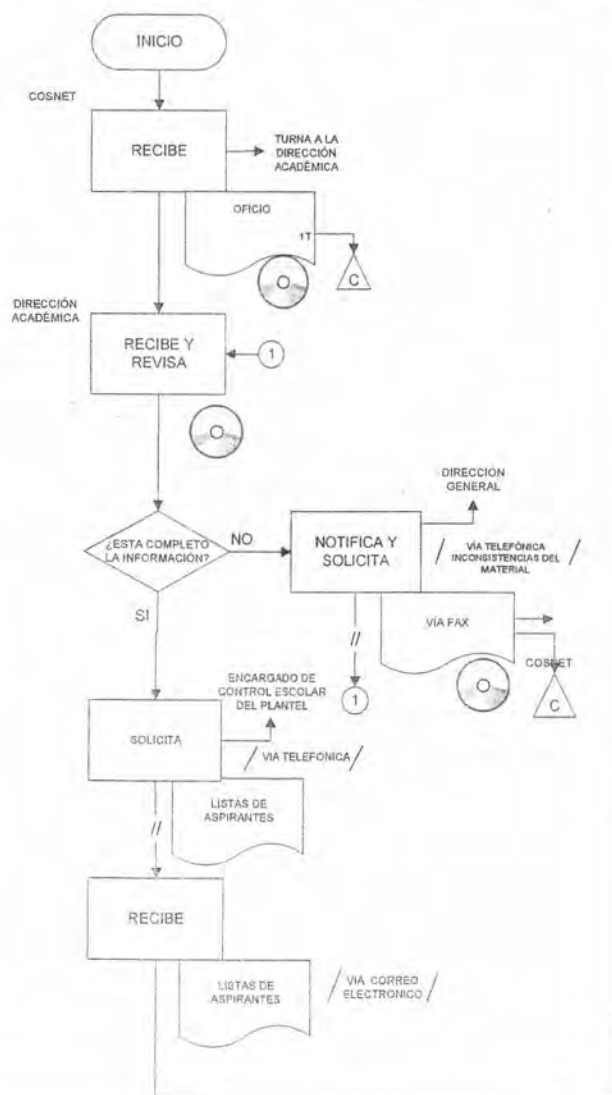 INICIO
COSNET
RECIBE
TURNA A LA
DIRECCIÓN
ACADÉMICA
OFICIO
1T
C
DIRECCIÓN
ACADÉMICA
RECIBE Y
REVISA
1
DIRECCIÓN
GENERAL
¿ESTA COMPLETO
LA INFORMACIÓN?
NO
NOTIFICA Y
SOLICITA
/ VÍA TELEFÓNICA /
INCONSISTENCIAS DEL
MATERIAL
SI
//
VÍA FAX
COSNET
C
1
ENCARGADO DE
CONTROL ESCOLAR
DEL PLANTEL
SOLICITA
/ VIA TELEFONICA /
//
LISTAS DE
ASPIRANTES
RECIBE
LISTAS DE
ASPIRANTES
/ VIA CORREO /
ELECTRONICO